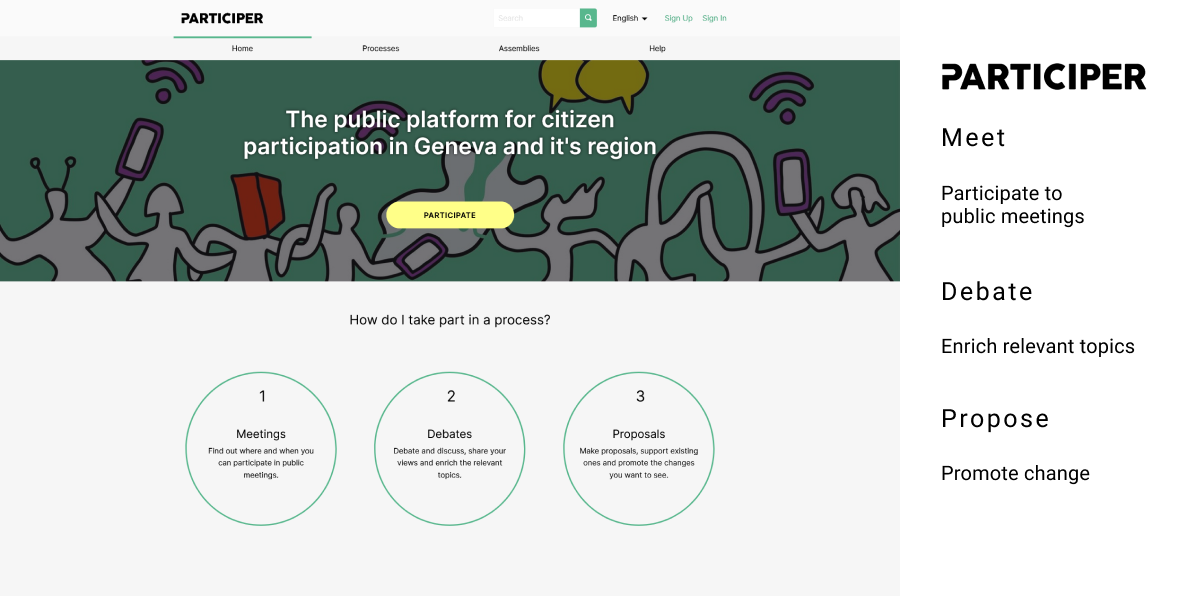 PARTICIPER
Search
English
Sign Up
Sign In
Home
Processes
Assemblies
Help
The public platform for citizen
participation in Geneva and it's region
PARTICIPATE
How do I take part in a process?
1
Meetings
Find out where and when you
can participate in public
meetings.
2
Debates
Debate and discuss, share your
views and enrich the relevant
topics.
3
Proposals
Make proposals, support existing
ones and promote the changes
you want to see.
PARTICIPER
Meet
Participate to
public meetings
Debate
Enrich relevant topics
Propose
Promote change